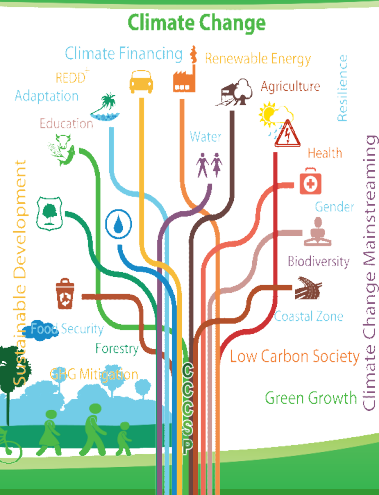 Climate Change
Climate Financing
Renewable Energy
REDD+
Agriculture
Adaptation
Resilience
Education
Water
Health
Gender
Sustainable Development
Climate Change Mainstreaming
Biodiversity
Coastal Zone
Food Security
Forestry
Low Carbon Society
GHG Mitigation
Green Growth
CCCCSP